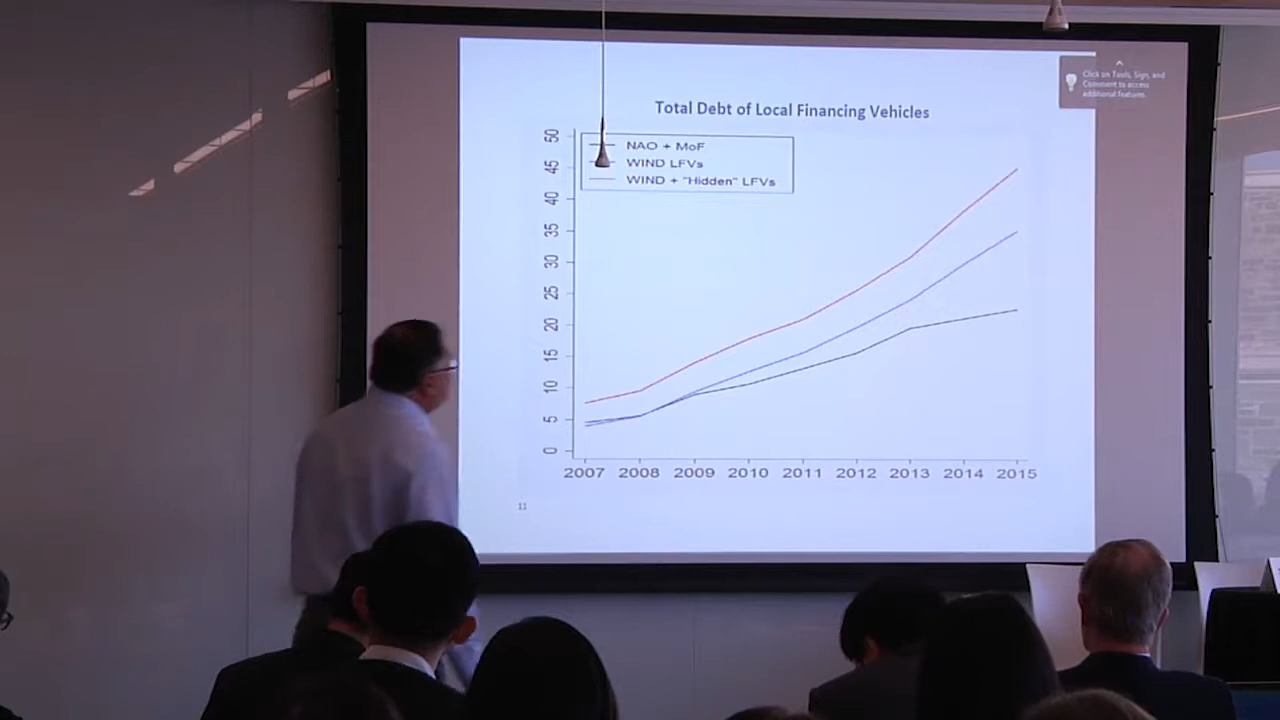 Click on Tools, Sign, and
Comment to access
additional features.
Total Debt of Local Financing Vehicles
NAO + MoF
WIND LFVs
WIND + "Hidden" LFVs
50
45
40
35
30
25
20
15
10
5
0
2007 2008 2009 2010 2011 2012 2013 2014 2015
11